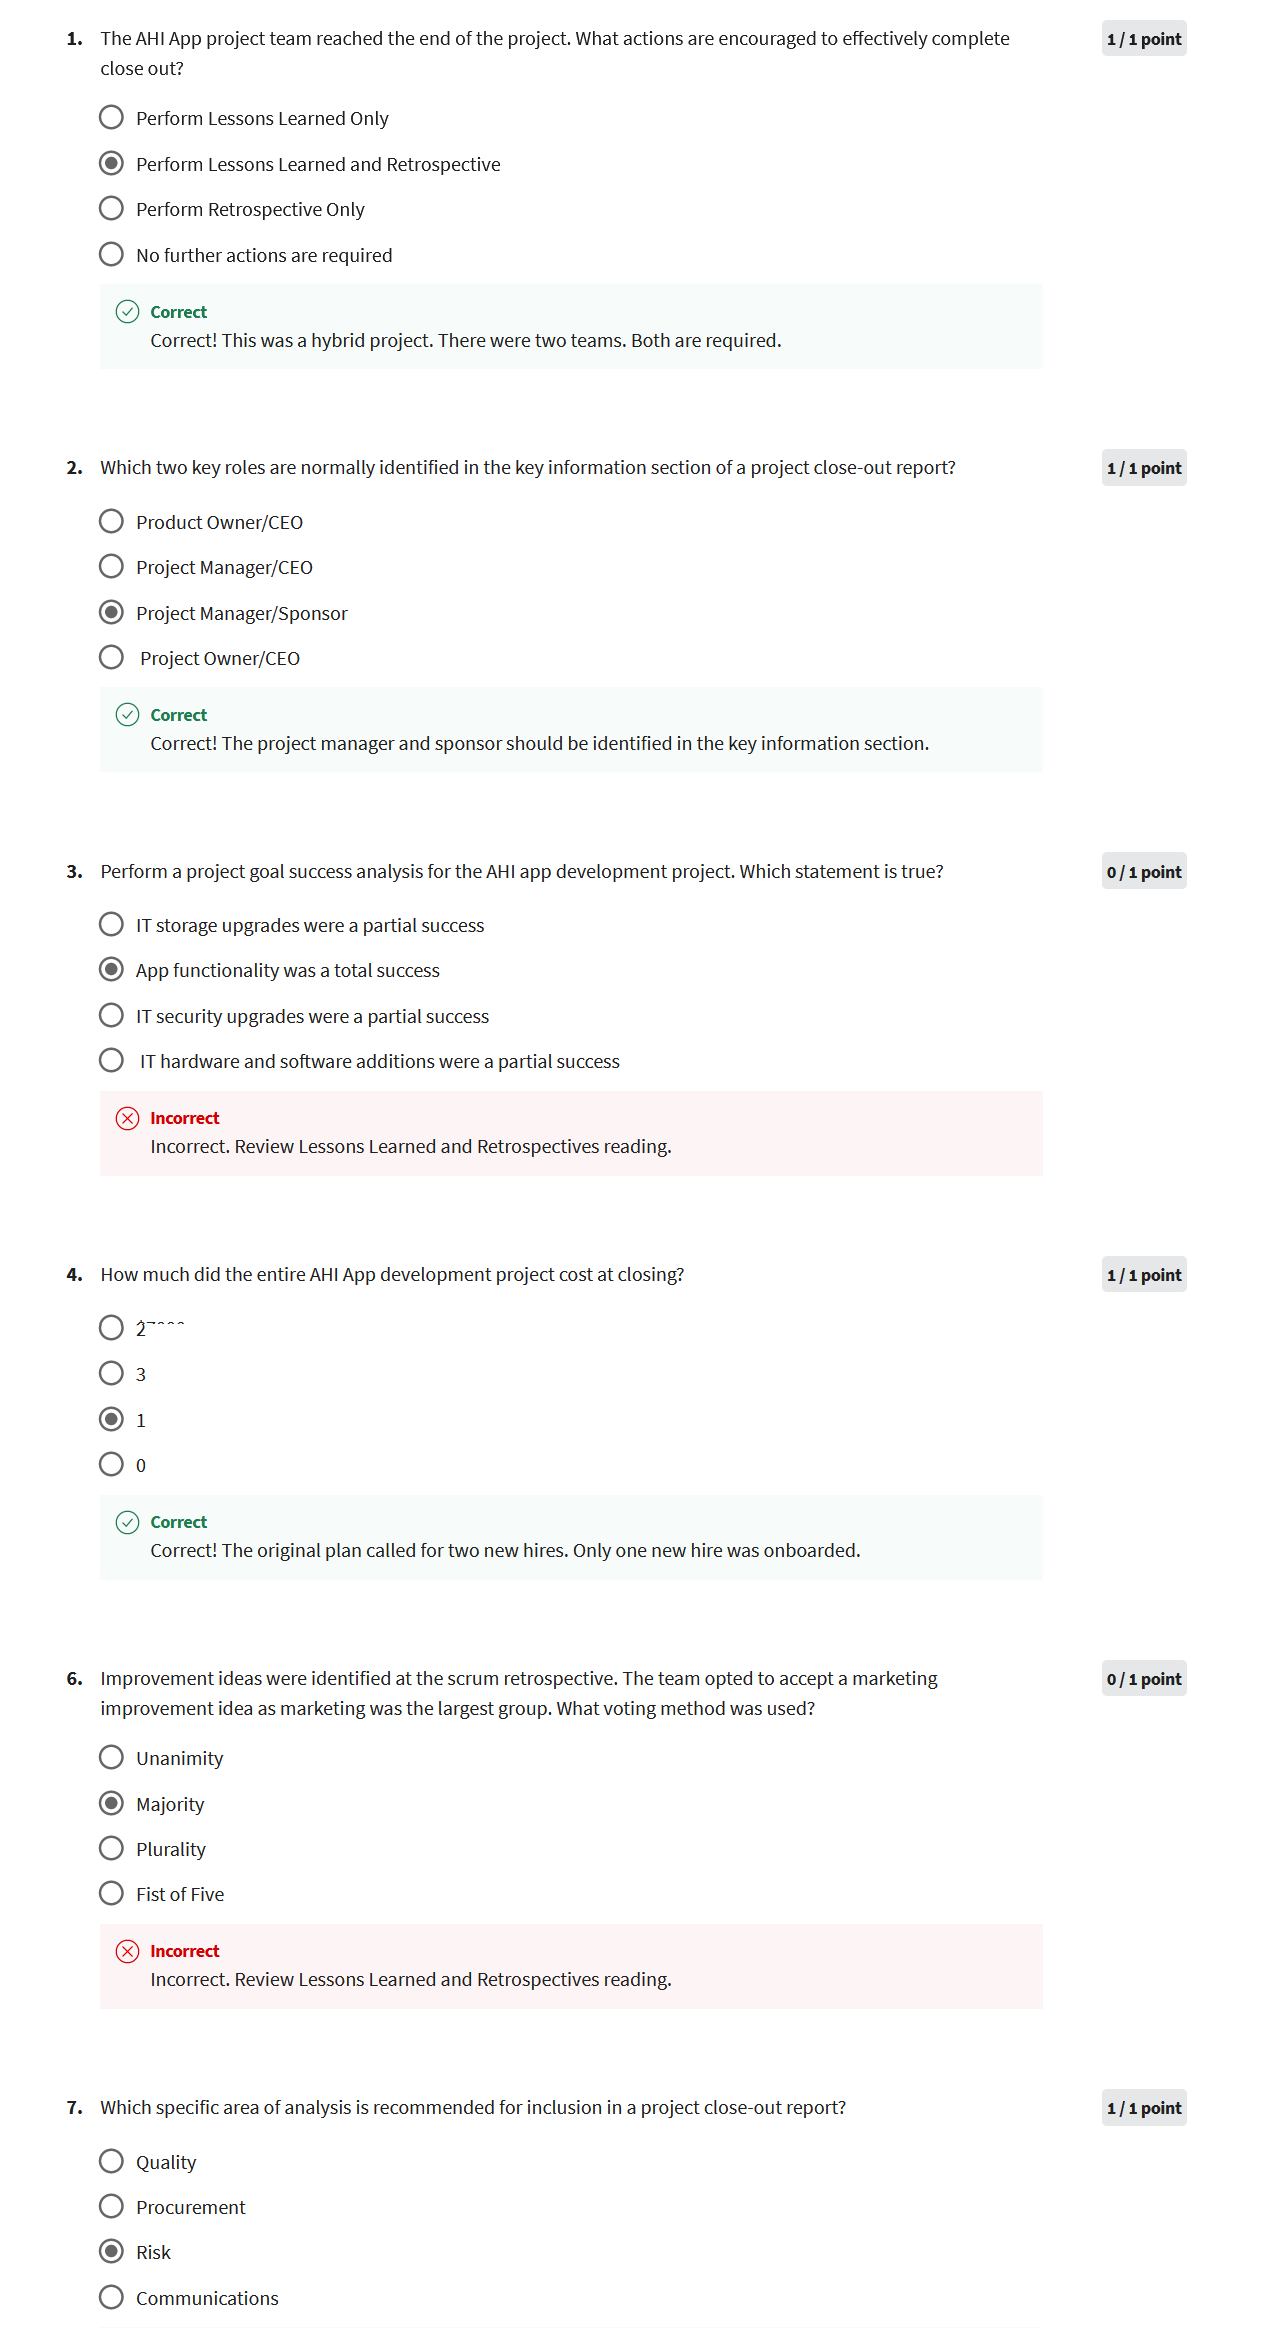 1. The AHI App project team reached the end of the project. What actions are encouraged to effectively complete
close out?
1 / 1 point
Perform Lessons Learned Only
Perform Lessons Learned and Retrospective
Perform Retrospective Only
No further actions are required
Correct
Correct! This was a hybrid project. There were two teams. Both are required.
2. Which two key roles are normally identified in the key information section of a project close-out report?
1 / 1 point
Product Owner/CEO
Project Manager/CEO
Project Manager/Sponsor
Project Owner/CEO
Correct
Correct! The project manager and sponsor should be identified in the key information section.
3. Perform a project goal success analysis for the AHI app development project. Which statement is true?
0 / 1 point
IT storage upgrades were a partial success
App functionality was a total success
IT security upgrades were a partial success
IT hardware and software additions were a partial success
Incorrect
Incorrect. Review Lessons Learned and Retrospectives reading.
4. How much did the entire AHI App development project cost at closing?
1 / 1 point
2
3
1
0
Correct
Correct! The original plan called for two new hires. Only one new hire was onboarded.
6. Improvement ideas were identified at the scrum retrospective. The team opted to accept a marketing
improvement idea as marketing was the largest group. What voting method was used?
0 / 1 point
Unanimity
Majority
Plurality
Fist of Five
Incorrect
Incorrect. Review Lessons Learned and Retrospectives reading.
7. Which specific area of analysis is recommended for inclusion in a project close-out report?
1 / 1 point
Quality
Procurement
Risk
Communications